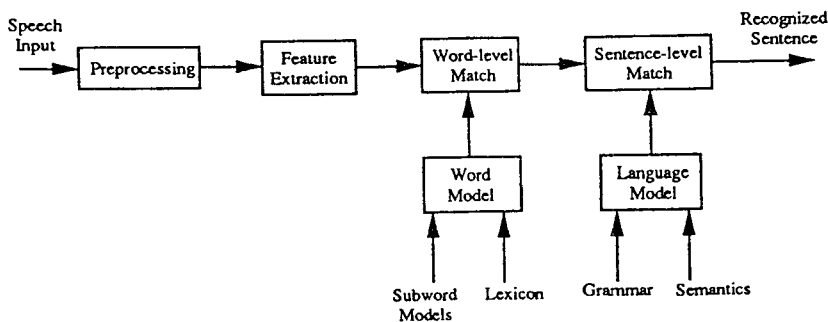 Speech
Input
Preprocessing
Feature
Extraction
Word-level
Match
Sentence-level
Match
Recognized
Sentence
Word
Model
Language
Model
Subword
Models
Lexicon
Grammar
Semantics